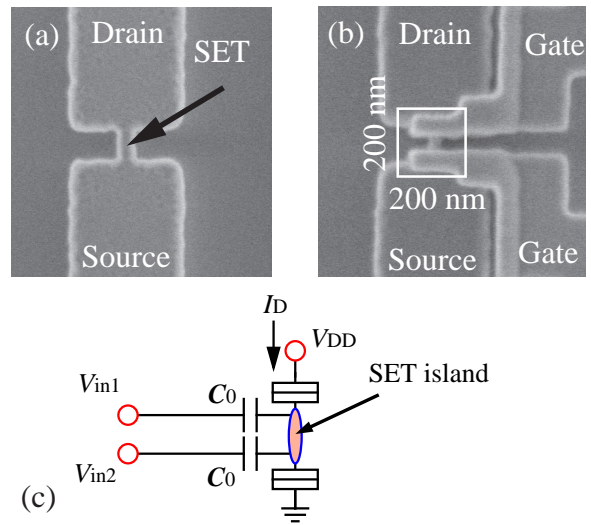 (a)
Drain
SET
Source
(b)
Drain
Gate
200 nm
200 nm
Source
Gate
ID
VDD
SET island
Vin1
C0
Vin2
C0
(c)